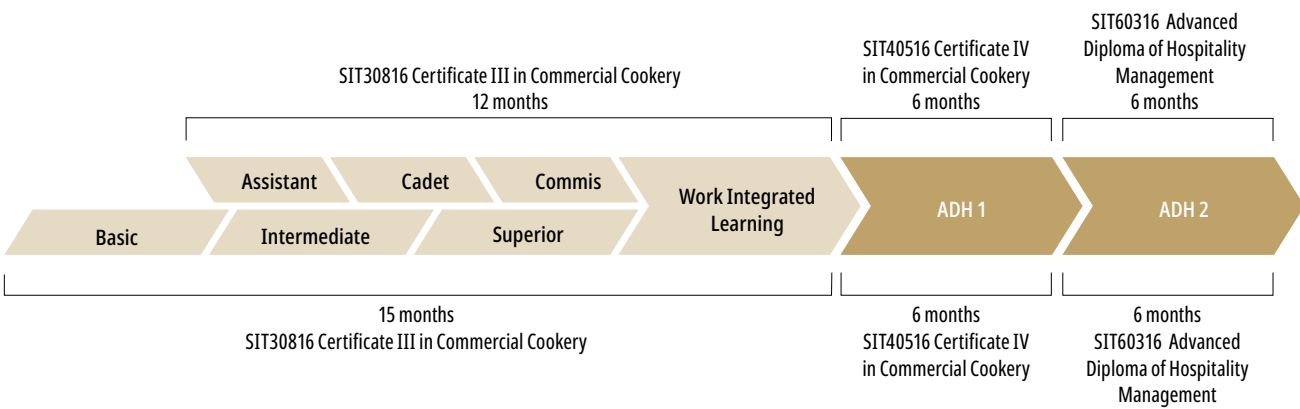 SIT30816 Certificate III in Commercial Cookery
12 months
SIT40516 Certificate IV
in Commercial Cookery
6 months
SIT60316 Advanced
Diploma of Hospitality
Management
6 months
Assistant
Cadet
Commis
Work Integrated
Learning
ADH 1
ADH 2
Basic
Intermediate
Superior
15 months
SIT30816 Certificate III in Commercial Cookery
6 months
SIT40516 Certificate IV
in Commercial Cookery
6 months
SIT60316 Advanced
Diploma of Hospitality
Management